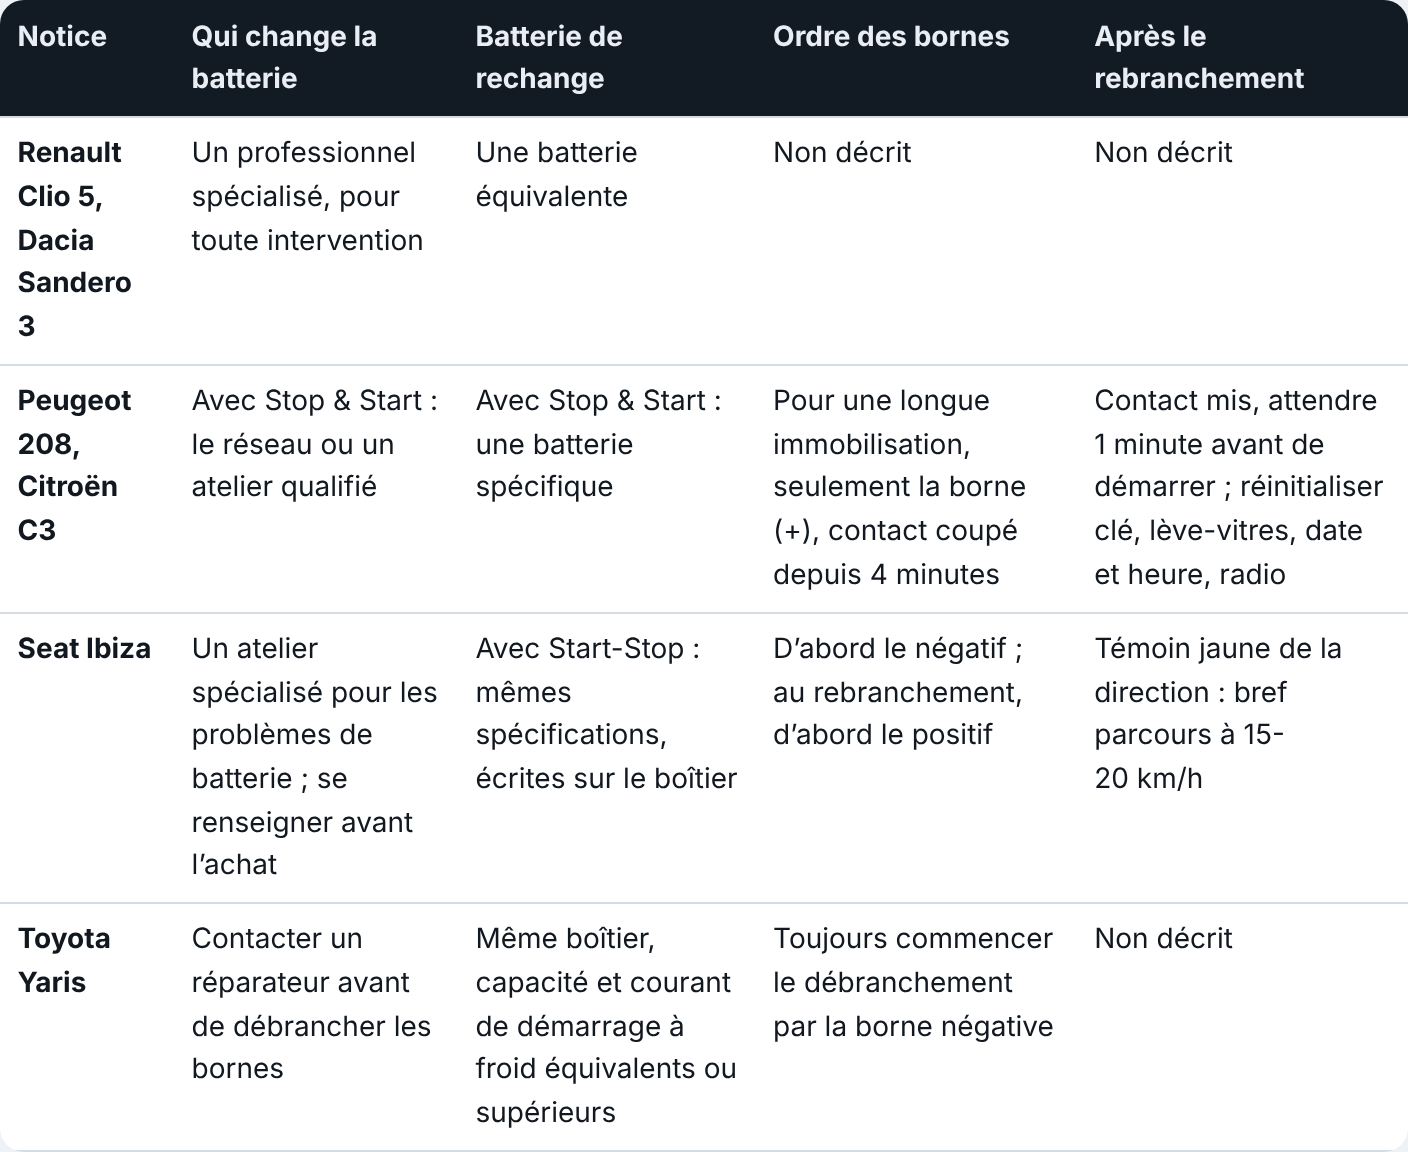 Notice
Qui change la
batterie
Batterie de
rechange
Ordre des bornes
Après le
rebranchement
Renault
Clio 5,
Dacia
Sandero
3
Un professionnel
spécialisé, pour
toute intervention
Une batterie
équivalente
Non décrit
Non décrit
Peugeot
208,
Citroën
C3
Avec Stop & Start :
le réseau ou un
atelier qualifié
Avec Stop & Start :
une batterie
spécifique
Pour une longue
immobilisation,
seulement la borne
(+), contact coupé
depuis 4 minutes
Contact mis, attendre
1 minute avant de
démarrer ; réinitialiser
clé, lève-vitres, date
et heure, radio
Seat Ibiza
Un atelier
spécialisé pour les
problèmes de
batterie ; se
renseigner avant
l’achat
Avec Start-Stop :
mêmes
spécifications,
écrites sur le boîtier
D’abord le négatif ;
au rebranchement,
d’abord le positif
Témoin jaune de la
direction : bref
parcours à 15-
20 km/h
Toyota
Yaris
Contacter un
réparateur avant
de débrancher les
bornes
Même boîtier,
capacité et courant
de démarrage à
froid équivalents ou
supérieurs
Toujours commencer
le débranchement
par la borne négative
Non décrit